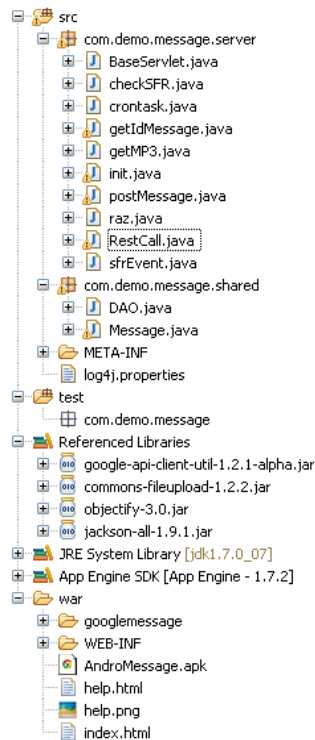 src
com.demo.message.server
BaseServlet.java
checkSFR.java
crontask.java
getIdMessage.java
getMP3.java
init.java
postMessage.java
raz.java
RestCall.java
sfrEvent.java
com.demo.message.shared
DAO.java
Message.java
META-INF
log4j.properties
test
com.demo.message
Referenced Libraries
google-api-client-util-1.2.1-alpha.jar
commons-fileupload-1.2.2.jar
objectify-3.0.jar
jackson-all-1.9.1.jar
JRE System Library [jdk1.7.0_07]
App Engine SDK [App Engine - 1.7.2]
war
googlemessage
WEB-INF
AndroMessage.apk
help.html
help.png
index.html